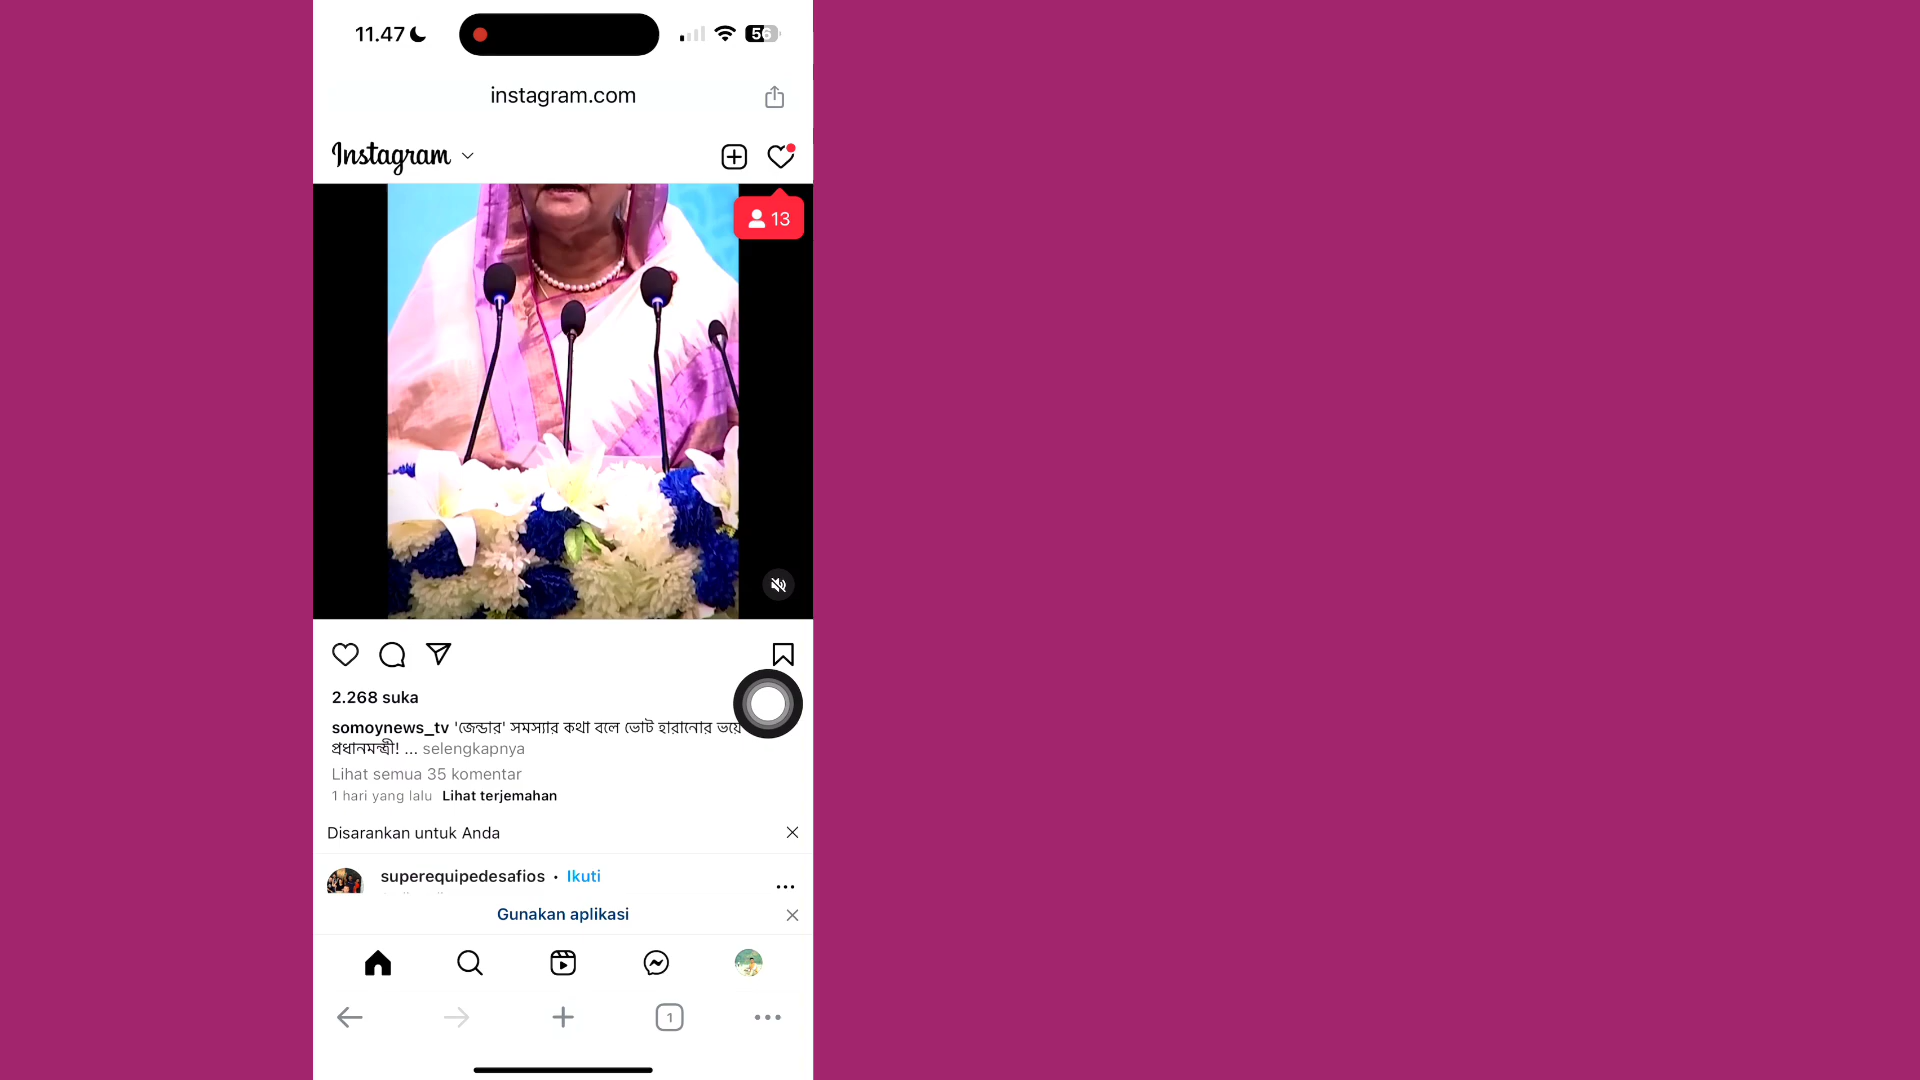 11.47
56
instagram.com
Instagram
13
2.268 suka
somoynews_tv 'জেন্ডার' সমস্যার কথা বলে ভোট হারানোর ভয়ে
প্রধানমন্ত্রী! ... selengkapnya
Lihat semua 35 komentar
1 hari yang lalu Lihat terjemahan
Disarankan untuk Anda
superequipedesafios • Ikuti
Gunakan aplikasi
1